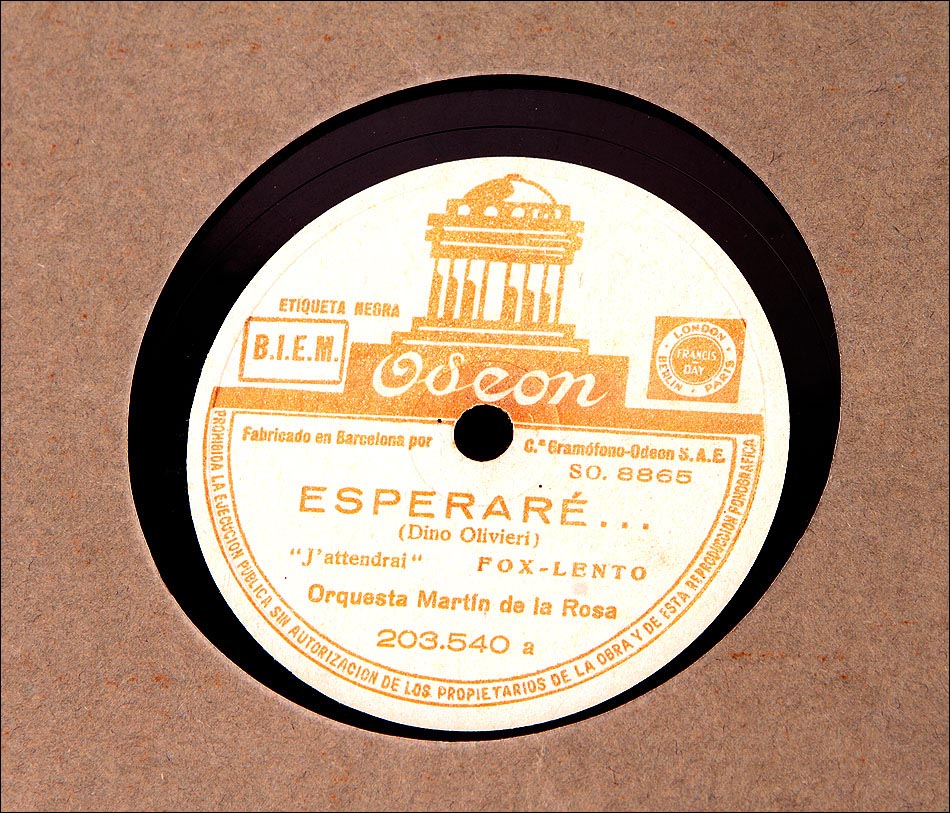 ETIQUETA NEGRA
B.I.E.M.
Odeon
LONDON
FRANCIS
DAY
BERLIN • PARIS
Fabricado en Barcelona por
C.ª Gramófono-Odeon S.A.E.
SO. 8865
ESPERARÉ...
(Dino Olivieri)
"J'attendrai" FOX-LENTO
Orquesta Martín de la Rosa
203.540 a
PROHIBIDA LA EJECUCION PUBLICA SIN AUTORIZACION DE LOS PROPIETARIOS DE LA OBRA Y DE ESTA REPRODUCCION FONOGRAFICA